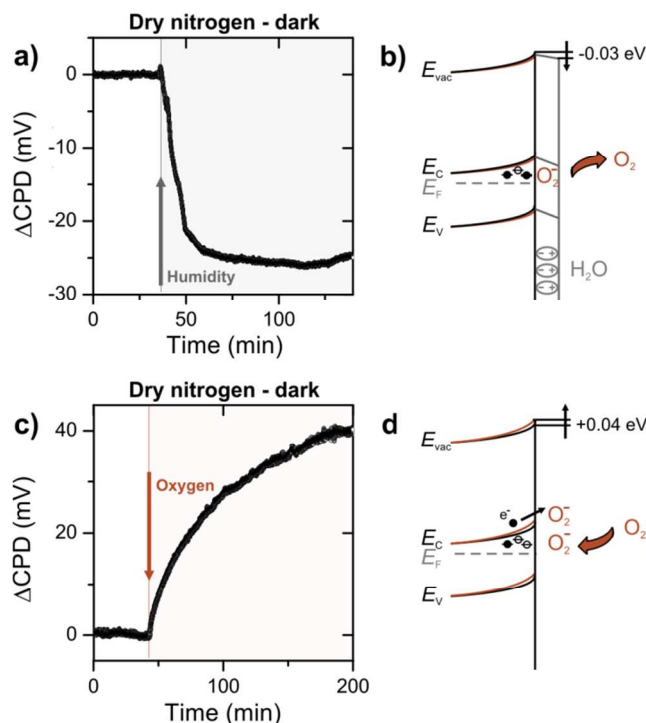 Dry nitrogen - dark
a)
0
-10
-20
-30
ΔCPD (mV)
Humidity
0
50
100
Time (min)
b)
Evac
-0.03 eV
EC
EF
EV
O2-
O2
- +
- +
- +
H2O
Dry nitrogen - dark
c)
40
20
0
ΔCPD (mV)
Oxygen
0
100
200
Time (min)
d
Evac
+0.04 eV
e-
O2-
EC
O2-
O2
EF
EV